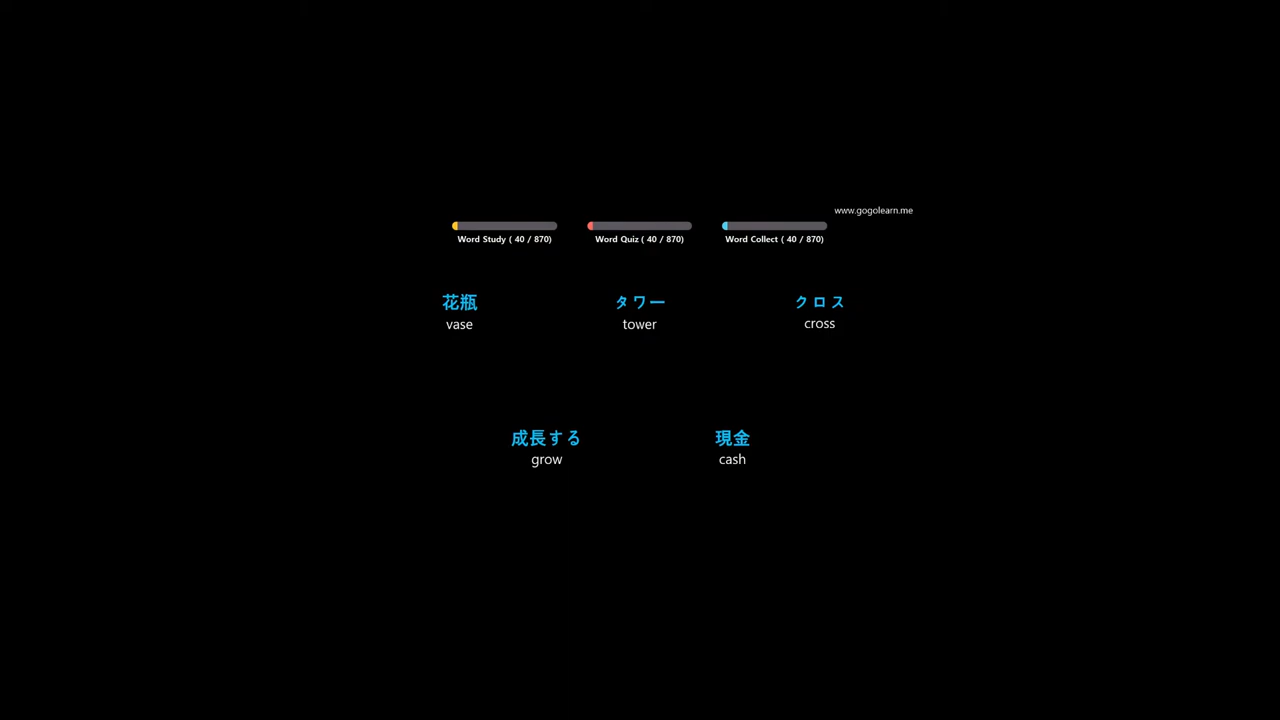 www.gogolearn.me
Word Study ( 40 / 870)
Word Quiz ( 40 / 870)
Word Collect ( 40 / 870)
花瓶
vase
タワー
tower
クロス
cross
成長する
grow
現金
cash